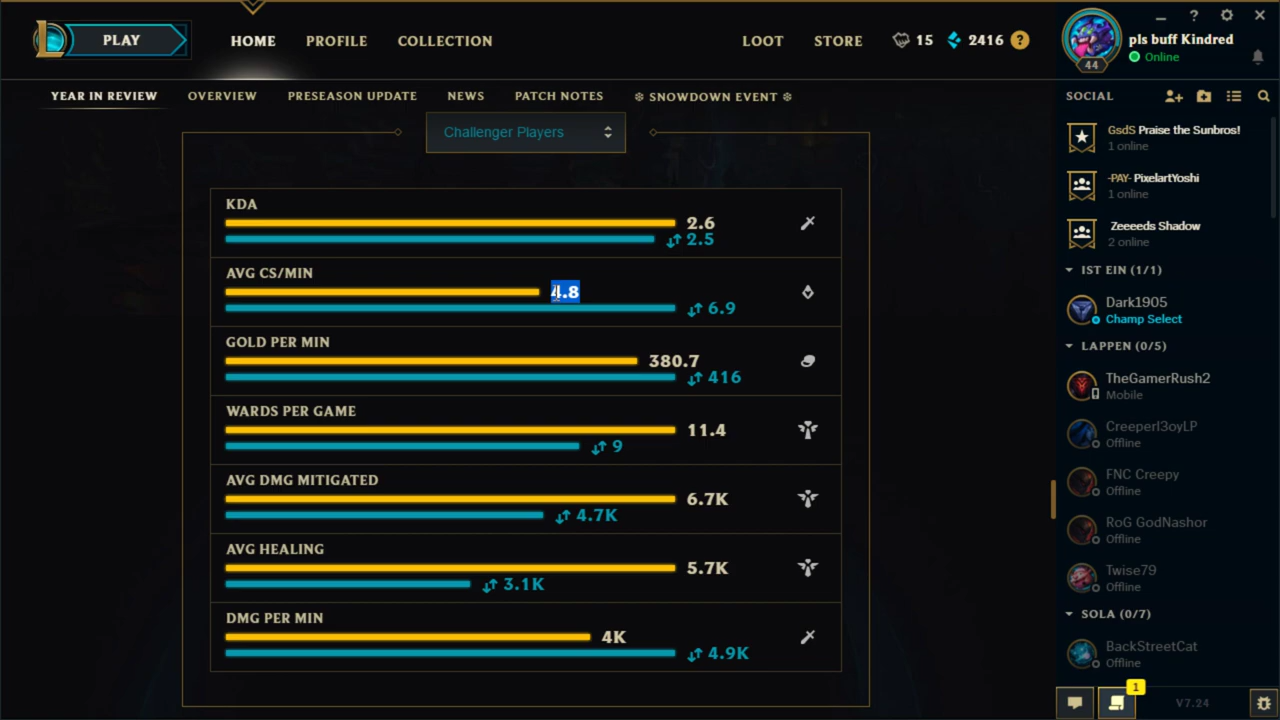 PLAY
HOME
PROFILE
COLLECTION
LOOT
STORE
15
2416
?
?
pls buff Kindred
Online
44
YEAR IN REVIEW
OVERVIEW
PRESEASON UPDATE
NEWS
PATCH NOTES
❄ SNOWDOWN EVENT ❄
Challenger Players
KDA
2.6
2.5
AVG CS/MIN
4.8
6.9
GOLD PER MIN
380.7
416
WARDS PER GAME
11.4
9
AVG DMG MITIGATED
6.7K
4.7K
AVG HEALING
5.7K
3.1K
DMG PER MIN
4K
4.9K
SOCIAL
GsdS Praise the Sunbros!
1 online
-PAY- PixelartYoshi
1 online
Zeeeeds Shadow
2 online
IST EIN (1/1)
Dark1905
Champ Select
LAPPEN (0/5)
TheGamerRush2
Mobile
CreeperI3oyLP
Offline
FNC Creepy
Offline
RoG GodNashor
Offline
Twise79
Offline
SOLA (0/7)
BackStreetCat
Offline
1
V7.24